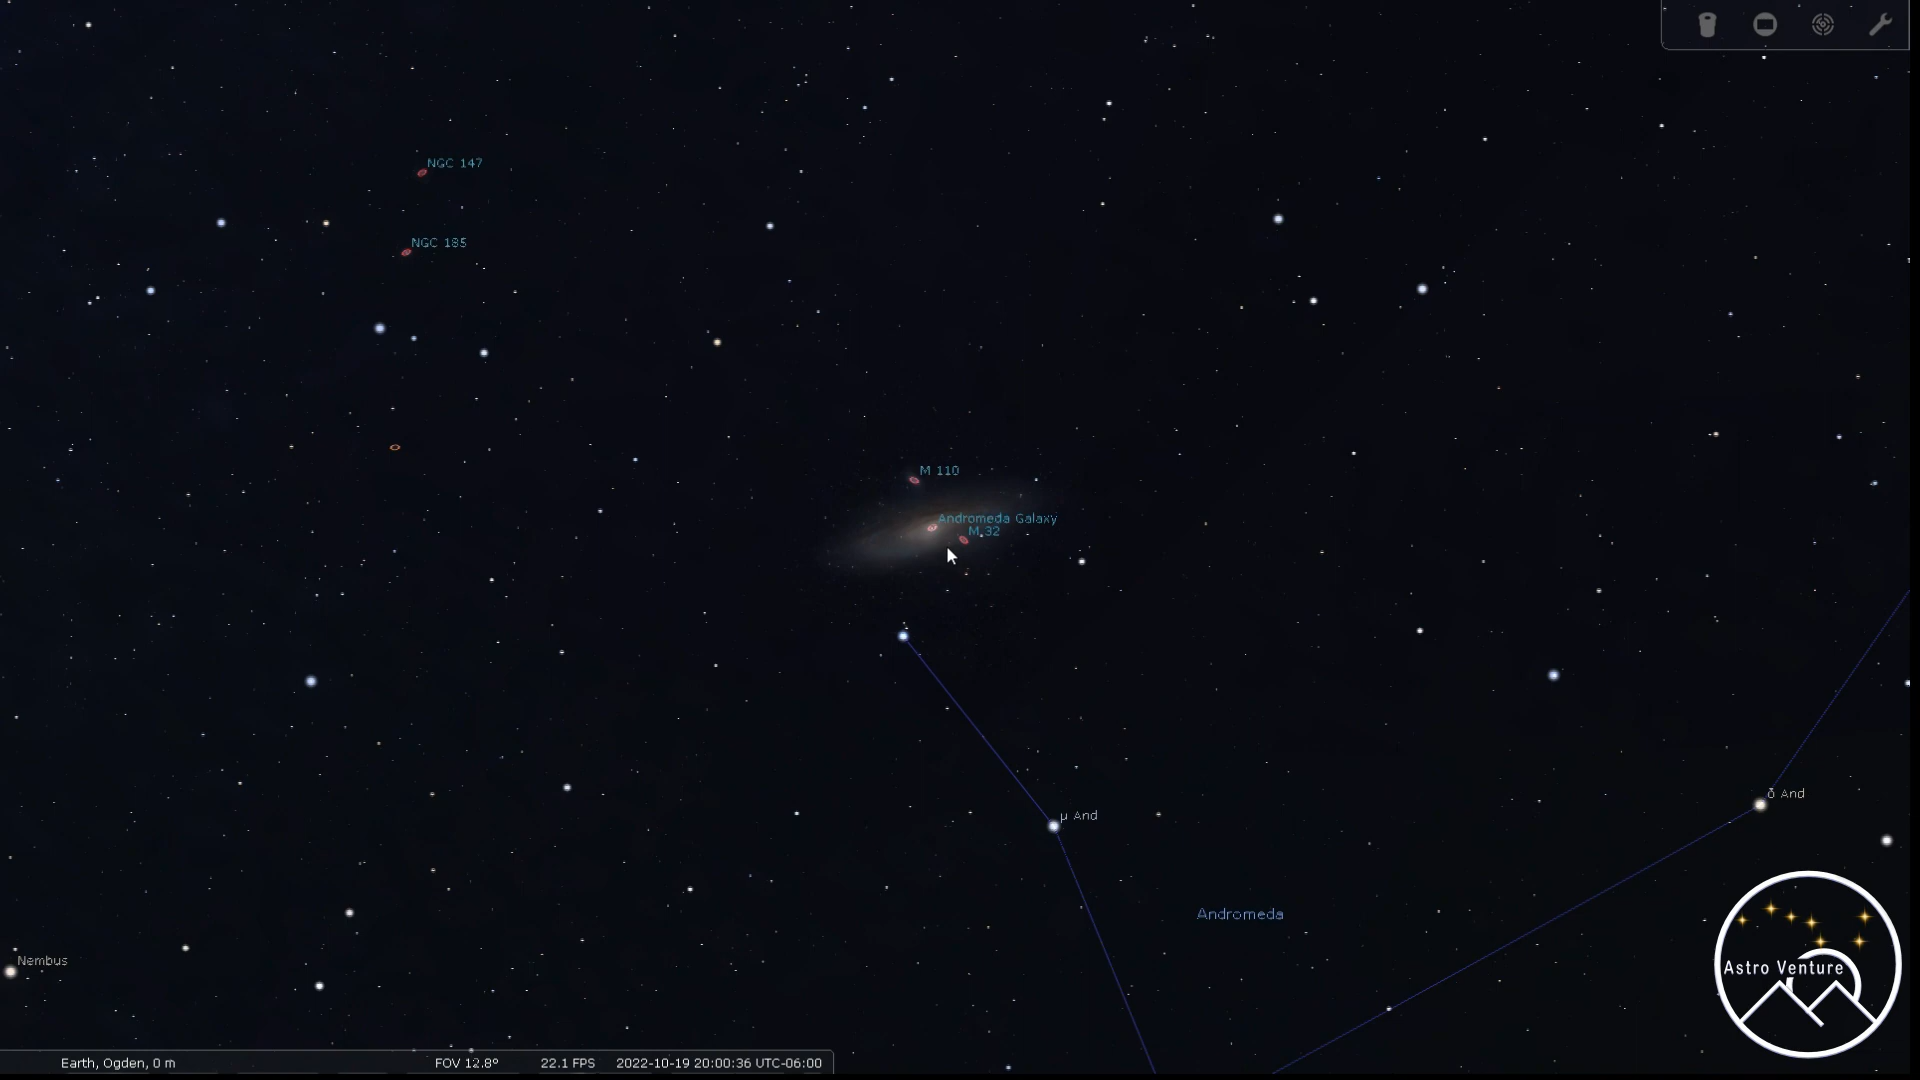 NGC 147
NGC 185
M 110
Andromeda Galaxy
M 32
μ And
δ And
Andromeda
Nembus
Astro Venture
Earth, Ogden, 0 m FOV 12.8° 22.1 FPS 2022-10-19 20:00:36 UTC-06:00